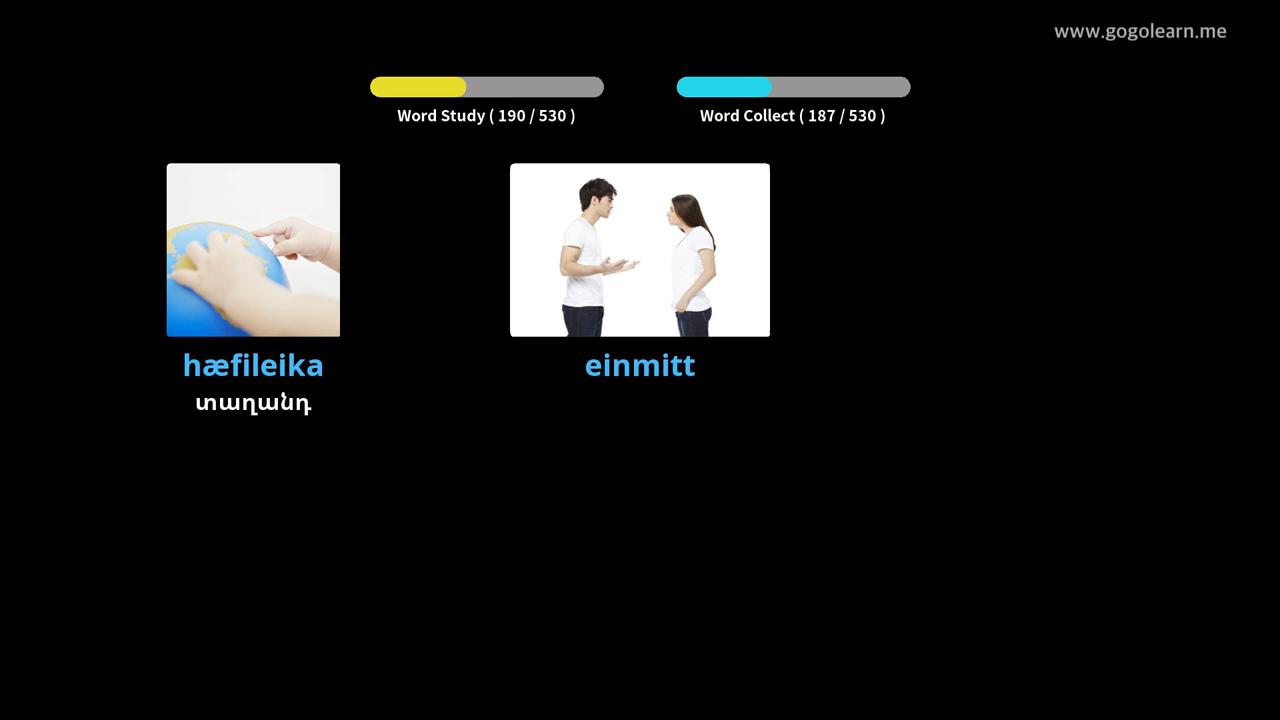 www.gogolearn.me
Word Study ( 190 / 530 )
Word Collect ( 187 / 530 )
hæfileika
տաղանդ
einmitt